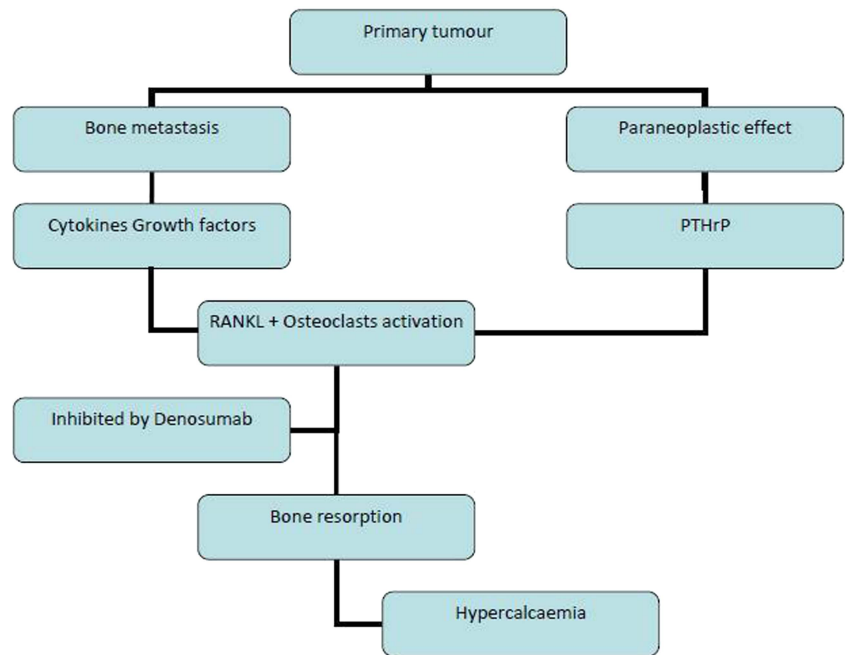 Primary tumour
Bone metastasis
Paraneoplastic effect
Cytokines Growth factors
PTHrP
RANKL + Osteoclasts activation
Inhibited by Denosumab
Bone resorption
Hypercalcaemia